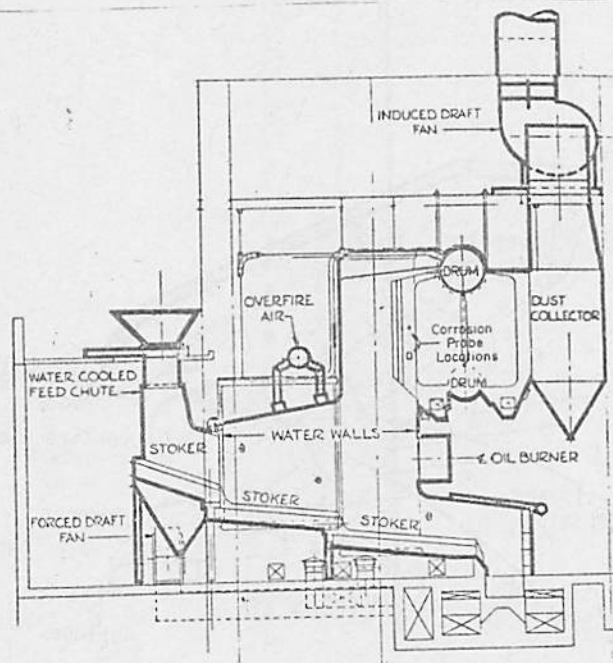 INDUCED DRAFT
FAN
DRUM
DUST
COLLECTOR
OVERFIRE
AIR
Corrosion
Probe
Locations
WATER COOLED
FEED CHUTE
DRUM
STOKER
WATER WALLS
℄ OIL BURNER
STOKER
STOKER
FORCED DRAFT
FAN